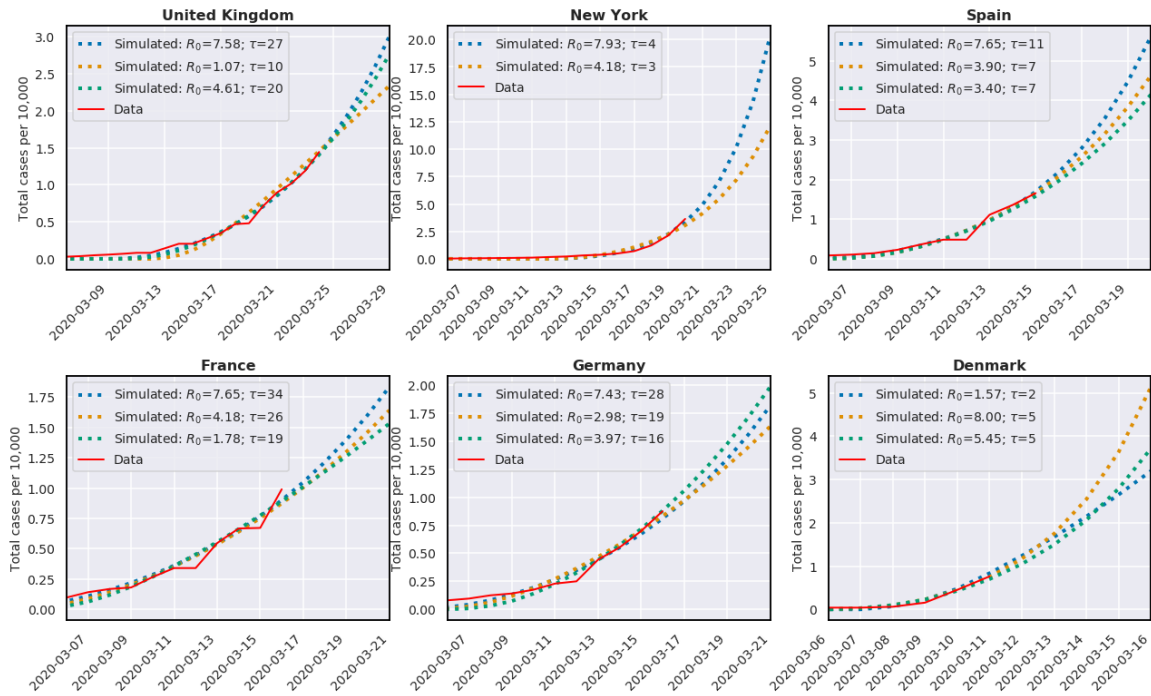 United Kingdom
Total cases per 10,000
3.0
2.5
2.0
1.5
1.0
0.5
0.0
Simulated: R0=7.58; τ=27
Simulated: R0=1.07; τ=10
Simulated: R0=4.61; τ=20
Data
2020-03-09
2020-03-13
2020-03-17
2020-03-21
2020-03-25
2020-03-29
New York
Total cases per 10,000
20.0
17.5
15.0
12.5
10.0
7.5
5.0
2.5
0.0
Simulated: R0=7.93; τ=4
Simulated: R0=4.18; τ=3
Data
2020-03-07
2020-03-09
2020-03-11
2020-03-13
2020-03-15
2020-03-17
2020-03-19
2020-03-21
2020-03-23
2020-03-25
Spain
Total cases per 10,000
5
4
3
2
1
0
Simulated: R0=7.65; τ=11
Simulated: R0=3.90; τ=7
Simulated: R0=3.40; τ=7
Data
2020-03-07
2020-03-09
2020-03-11
2020-03-13
2020-03-15
2020-03-17
2020-03-19
France
Total cases per 10,000
1.75
1.50
1.25
1.00
0.75
0.50
0.25
0.00
Simulated: R0=7.65; τ=34
Simulated: R0=4.18; τ=26
Simulated: R0=1.78; τ=19
Data
2020-03-07
2020-03-09
2020-03-11
2020-03-13
2020-03-15
2020-03-17
2020-03-19
2020-03-21
Germany
Total cases per 10,000
2.00
1.75
1.50
1.25
1.00
0.75
0.50
0.25
0.00
Simulated: R0=7.43; τ=28
Simulated: R0=2.98; τ=19
Simulated: R0=3.97; τ=16
Data
2020-03-07
2020-03-09
2020-03-11
2020-03-13
2020-03-15
2020-03-17
2020-03-19
2020-03-21
Denmark
Total cases per 10,000
5
4
3
2
1
0
Simulated: R0=1.57; τ=2
Simulated: R0=8.00; τ=5
Simulated: R0=5.45; τ=5
Data
2020-03-06
2020-03-07
2020-03-08
2020-03-09
2020-03-10
2020-03-11
2020-03-12
2020-03-13
2020-03-14
2020-03-15
2020-03-16